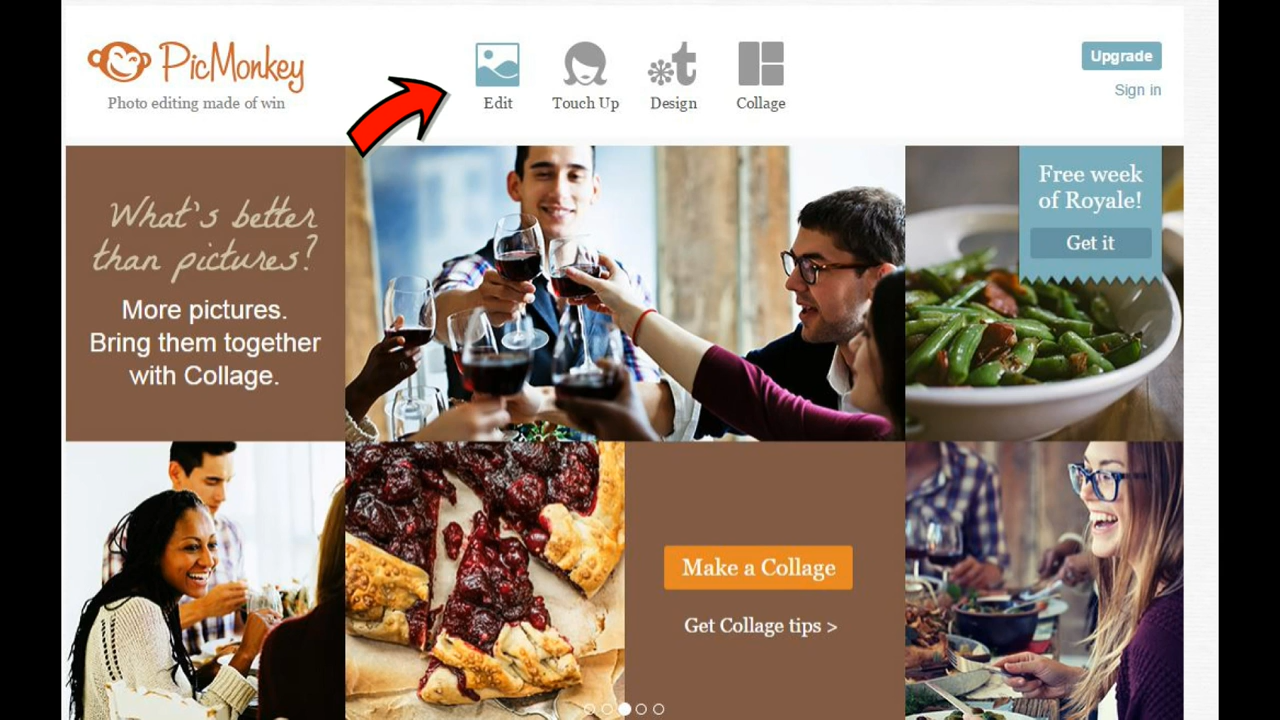 PicMonkey
Photo editing made of win
Edit
Touch Up
t
Design
Collage
Upgrade
Sign in
What's better
than pictures?
More pictures.
Bring them together
with Collage.
Free week
of Royale!
Get it
Make a Collage
Get Collage tips >